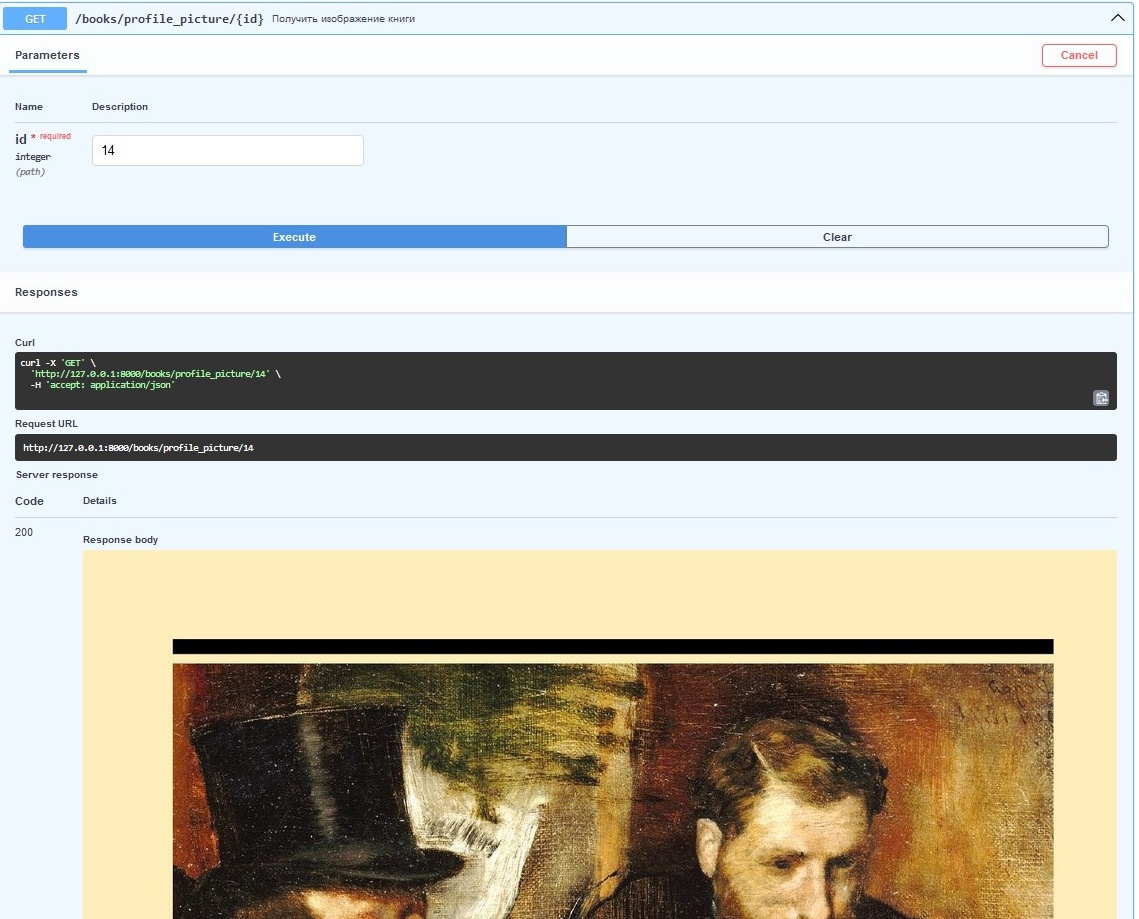 GET /books/profile_picture/{id} Получить изображение книги
Parameters
Cancel
Name Description
id * required
integer
(path)
14
Execute
Clear
Responses
Curl
curl -X 'GET' \
'http://127.0.0.1:8000/books/profile_picture/14' \
-H 'accept: application/json'
Request URL
http://127.0.0.1:8000/books/profile_picture/14
Server response
Code Details
200
Response body